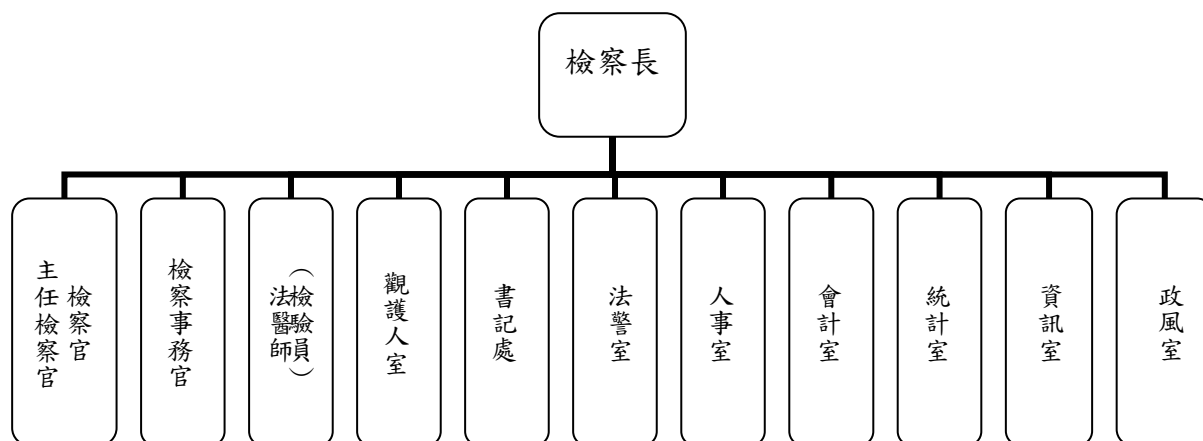 檢察長
主任檢察官
檢察官
檢察事務官
法醫師
（檢驗員）
觀護人室
書記處
法警室
人事室
會計室
統計室
資訊室
政風室